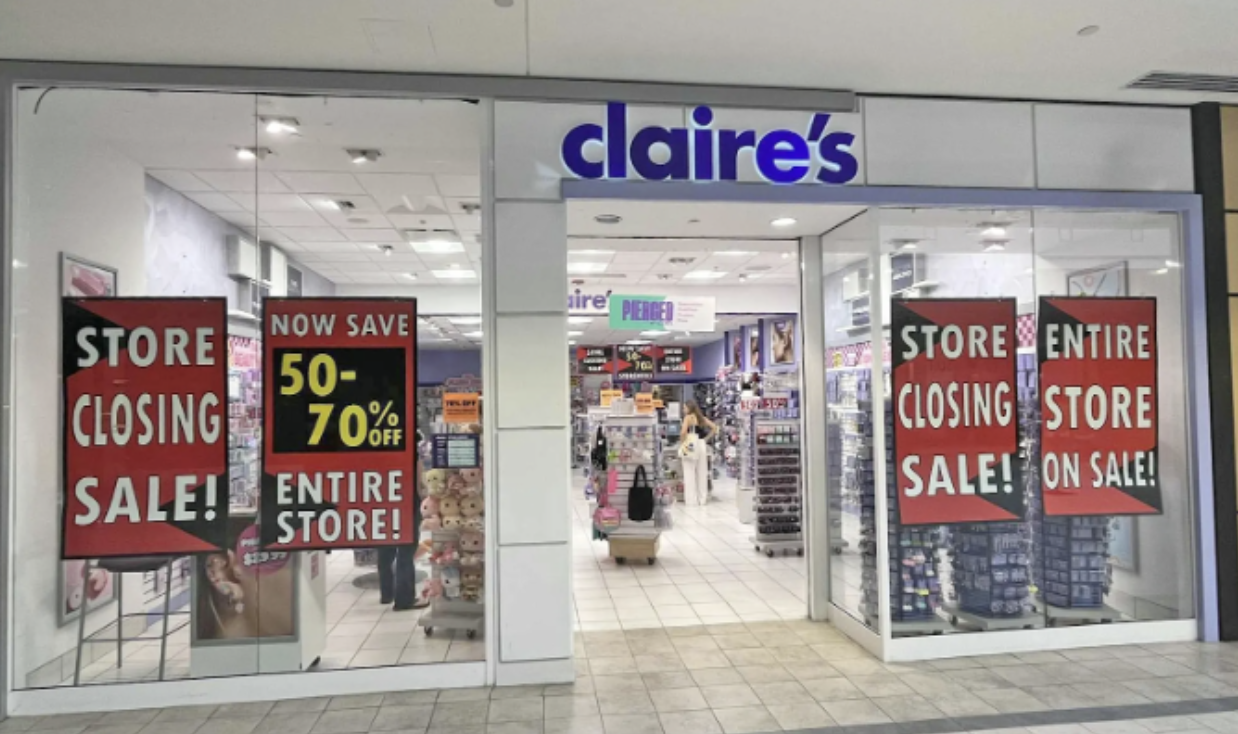 claire's
STORE
CLOSING
SALE!
NOW SAVE
50-
70% OFF
ENTIRE
STORE!
aire'
PIERCED
STORE
CLOSING
SALE!
ENTIRE
STORE
ON SALE!